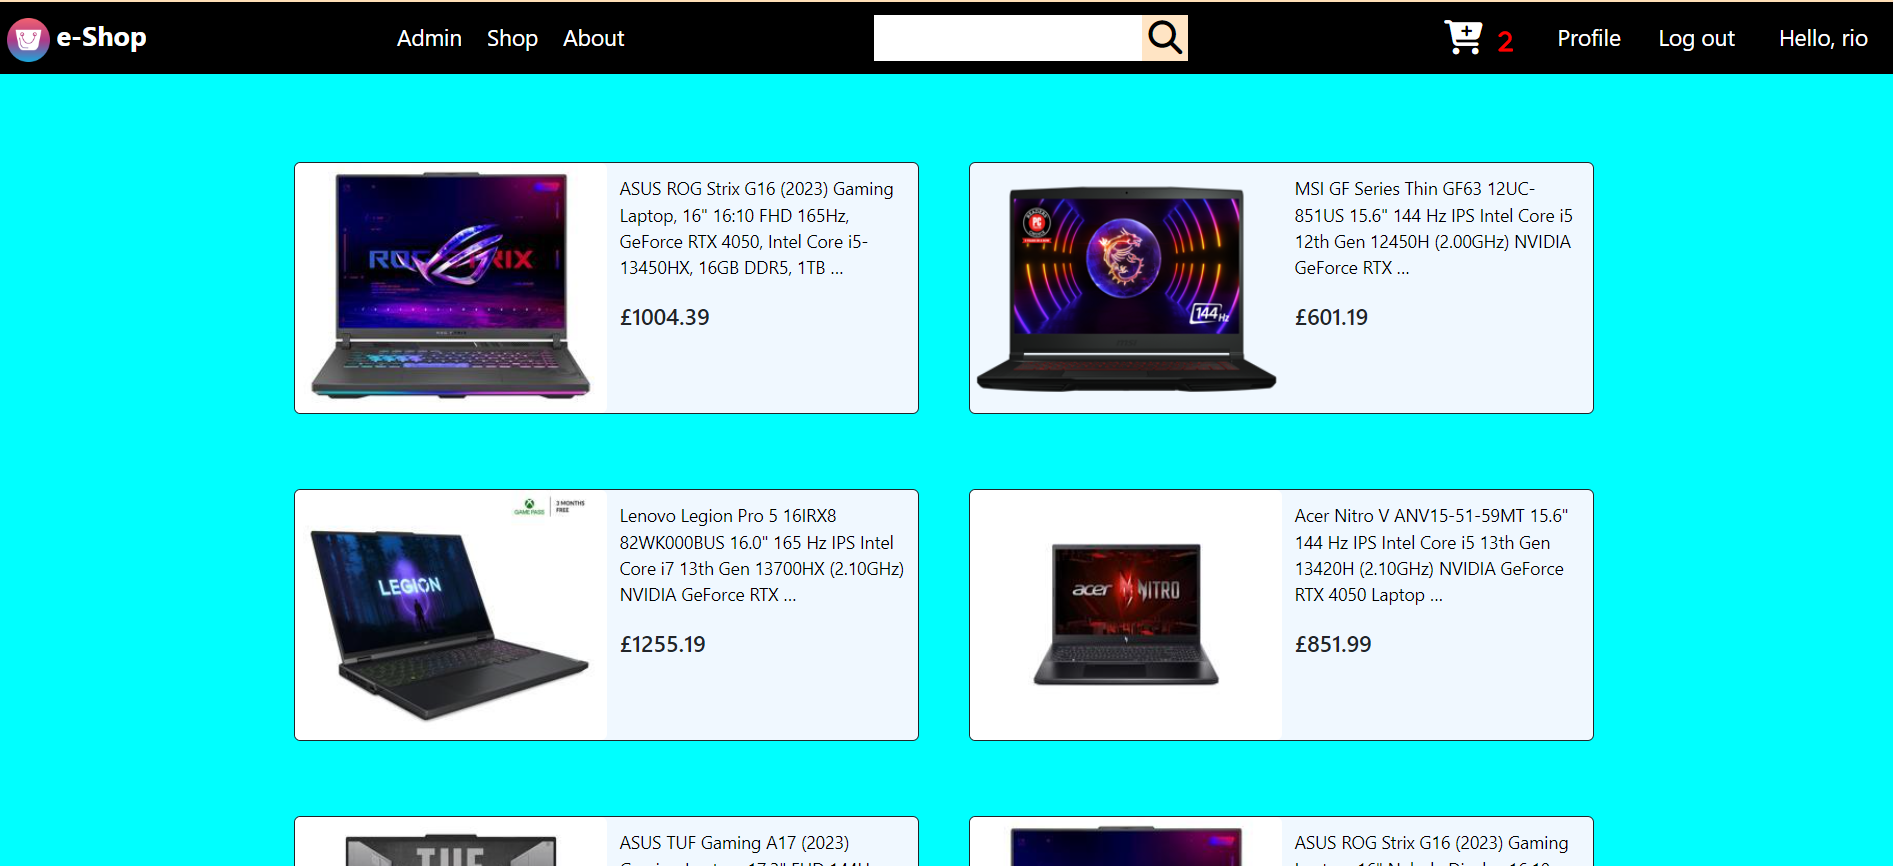 e-Shop
Admin Shop About
2
Profile
Log out
Hello, rio
ASUS ROG Strix G16 (2023) Gaming
Laptop, 16" 16:10 FHD 165Hz,
GeForce RTX 4050, Intel Core i5-
13450HX, 16GB DDR5, 1TB ...
£1004.39
144 Hz
MSI GF Series Thin GF63 12UC-
851US 15.6" 144 Hz IPS Intel Core i5
12th Gen 12450H (2.00GHz) NVIDIA
GeForce RTX ...
£601.19
GAME PASS
3 MONTHS
FREE
LEGION
Lenovo Legion Pro 5 16IRX8
82WK000BUS 16.0" 165 Hz IPS Intel
Core i7 13th Gen 13700HX (2.10GHz)
NVIDIA GeForce RTX ...
£1255.19
acer NITRO
Acer Nitro V ANV15-51-59MT 15.6"
144 Hz IPS Intel Core i5 13th Gen
13420H (2.10GHz) NVIDIA GeForce
RTX 4050 Laptop ...
£851.99
TUF
ASUS TUF Gaming A17 (2023)
ASUS ROG Strix G16 (2023) Gaming